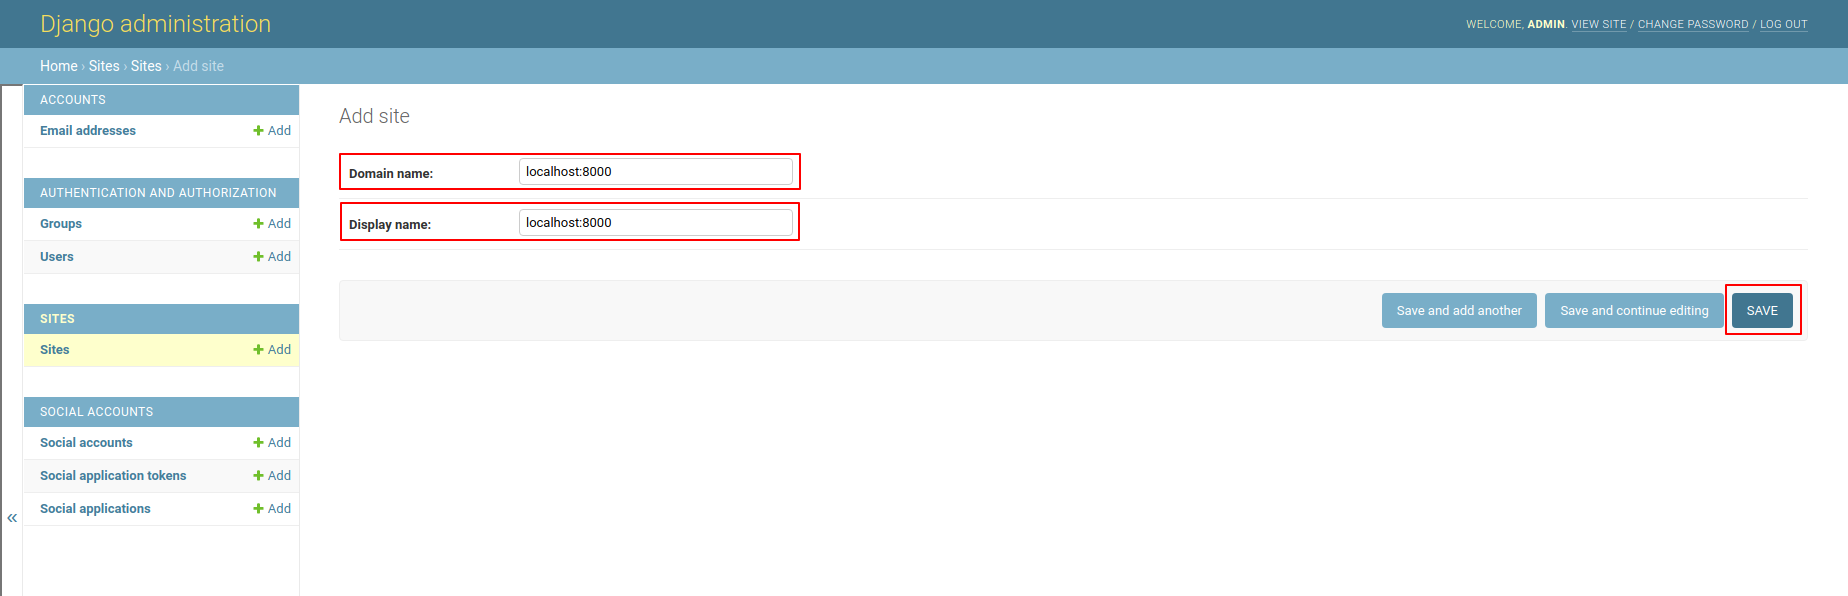 Django administration
WELCOME, ADMIN. VIEW SITE / CHANGE PASSWORD / LOG OUT
Home › Sites › Sites › Add site
ACCOUNTS
Email addresses + Add
AUTHENTICATION AND AUTHORIZATION
Groups + Add
Users + Add
SITES
Sites + Add
SOCIAL ACCOUNTS
Social accounts + Add
Social application tokens + Add
Social applications + Add
«
Add site
Domain name: localhost:8000
Display name: localhost:8000
Save and add another Save and continue editing SAVE